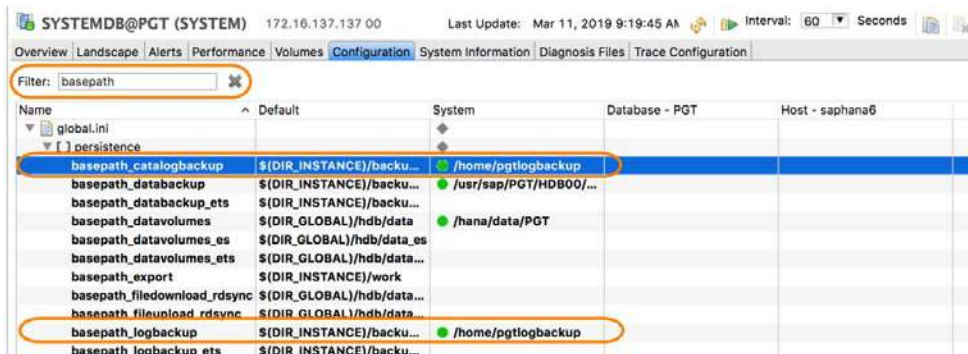 SYSTEMDB@PGT (SYSTEM) 172.16.137.137 00 Last Update: Mar 11, 2019 9:19:45 AM Interval: 60 Seconds
Overview Landscape Alerts Performance Volumes Configuration System Information Diagnosis Files Trace Configuration
Filter: basepath
Name Default System Database - PGT Host - saphana6
global.ini
[ ] persistence
basepath_catalogbackup $(DIR_INSTANCE)/backu... /home/pgtlogbackup
basepath_databackup $(DIR_INSTANCE)/backu... /usr/sap/PGT/HDB00/...
basepath_databackup_ets $(DIR_INSTANCE)/backu...
basepath_datavolumes $(DIR_GLOBAL)/hdb/data /hana/data/PGT
basepath_datavolumes_es $(DIR_GLOBAL)/hdb/data_es
basepath_datavolumes_ets $(DIR_GLOBAL)/hdb/data...
basepath_export $(DIR_INSTANCE)/work
basepath_filedownload_rdsync $(DIR_GLOBAL)/hdb/data...
basepath_fileupload_rdsync $(DIR_GLOBAL)/hdb/data...
basepath_logbackup $(DIR_INSTANCE)/backu... /home/pgtlogbackup
basepath_logbackup_ets $(DIR_INSTANCE)/backu...